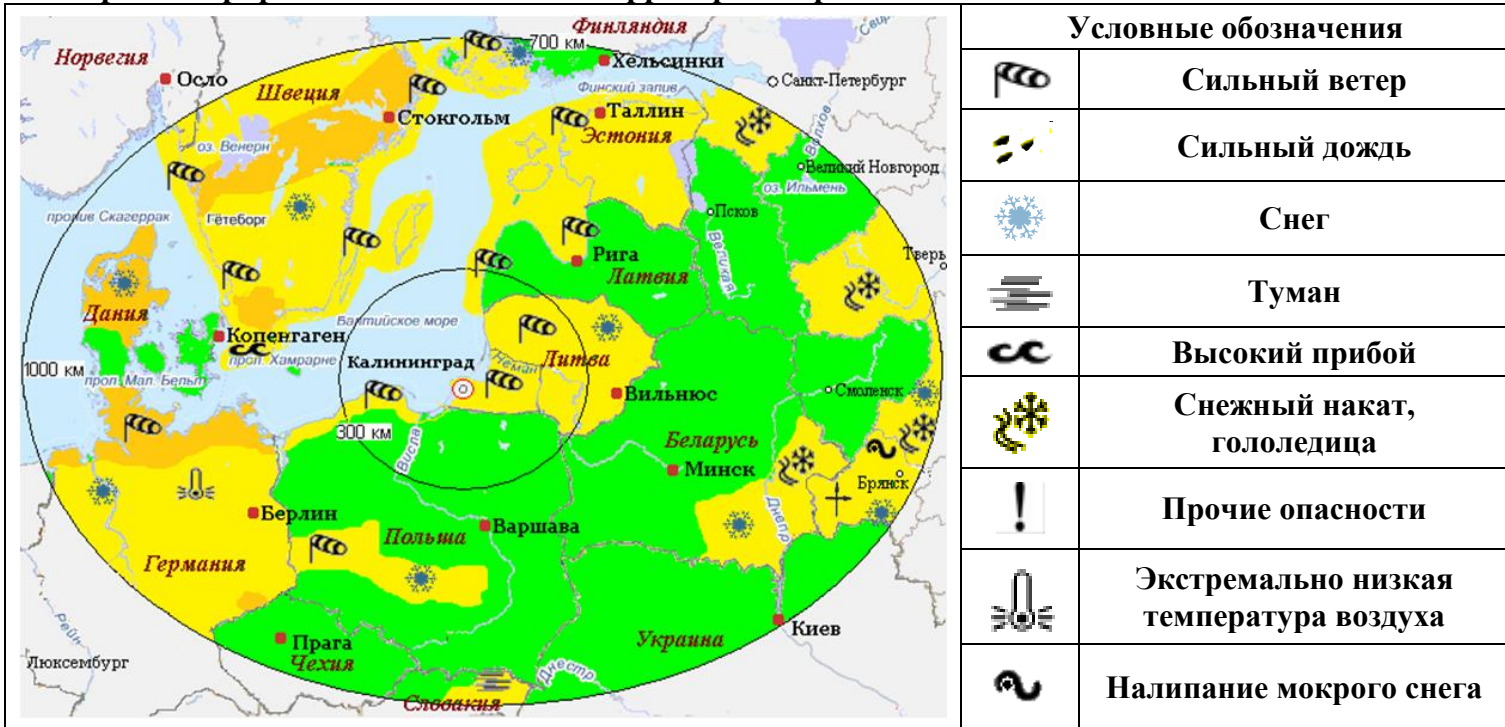 Норвегия
Осло
Швеция
Финляндия
700 км
Хельсинки
Финский залив
Санкт-Петербург
Стокгольм
Таллин
Эстония
Волхов
оз. Венерн
Великий Новгород
оз. Ильмень
пролив Скагеррак
Гётеборг
Псков
Великая
Рига
Латвия
Тверь
Дания
Копенгаген
Балтийское море
прол. Хамрарне
Калининград
Неман
Литва
1000 км
прол. Мал. Бельт
Вильнюс
Смоленск
300 км
Висла
Беларусь
Минск
Брянск
Днепр
Берлин
Польша
Варшава
Германия
Рейн
Прага
Чехия
Украина
Киев
Люксембург
Днестр
Словакия
Условные обозначения
Сильный ветер
Сильный дождь
Снег
Туман
Высокий прибой
Снежный накат,
гололедица
Прочие опасности
Экстремально низкая
температура воздуха
Налипание мокрого снега